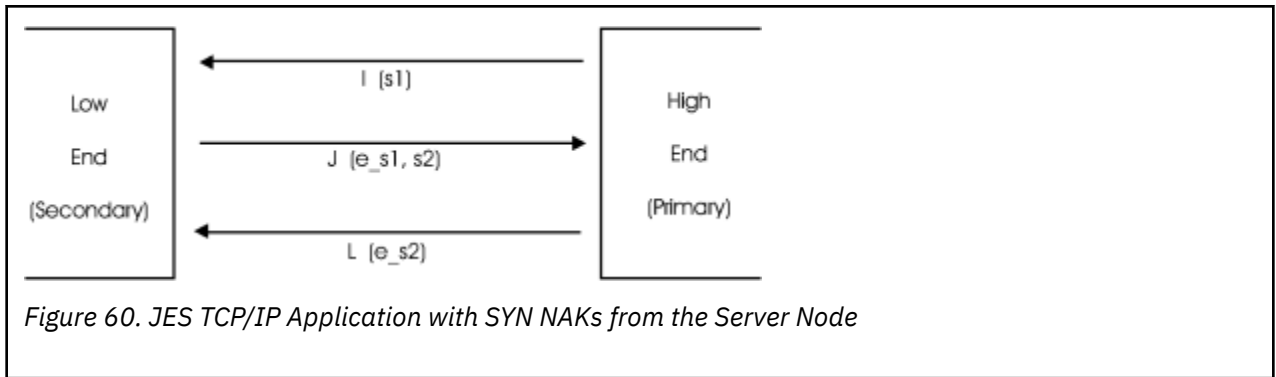 Low
End
(Secondary)
I (s1)
J (e_s1, s2)
L (e_s2)
High
End
(Primary)
Figure 60. JES TCP/IP Application with SYN NAKs from the Server Node